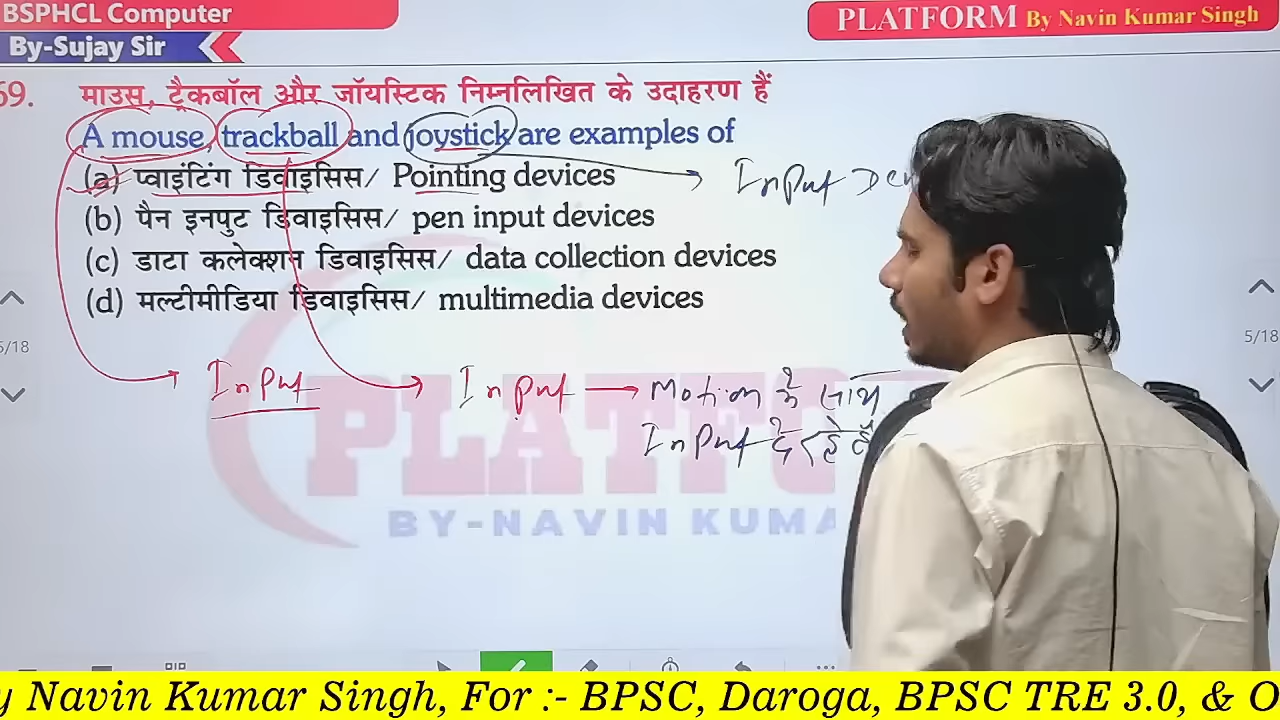 BSPHCL Computer
By-Sujay Sir
PLATFORM By Navin Kumar Singh
69. माउस, ट्रैकबॉल और जॉयस्टिक निम्नलिखित के उदाहरण हैं
A mouse, trackball and joystick are examples of
(a) प्वाइंटिंग डिवाइसिस/ Pointing devices
Input Dev
(b) पैन इनपुट डिवाइसिस/ pen input devices
(c) डाटा कलेक्शन डिवाइसिस/ data collection devices
(d) मल्टीमीडिया डिवाइसिस/ multimedia devices
5/18
5/18
Input
Input → Motion के साथ
Input दे रहे हैं
PLATFO
BY-NAVIN KUMA
y Navin Kumar Singh, For :- BPSC, Daroga, BPSC TRE 3.0, & O